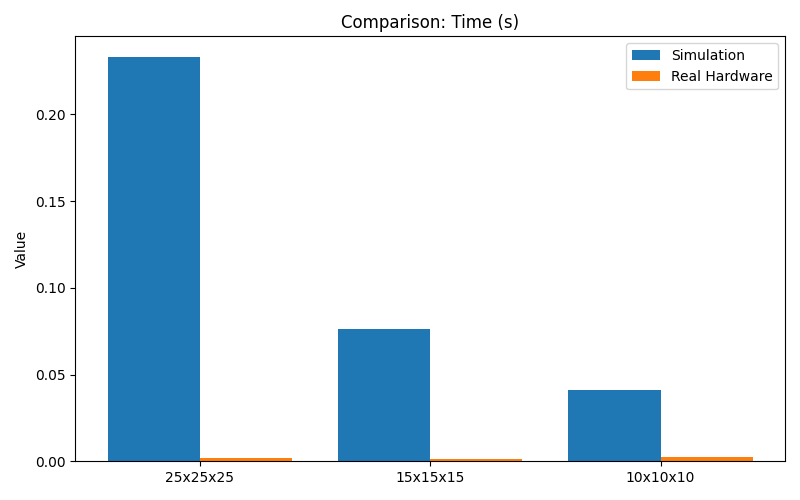 Comparison: Time (s)
Simulation
Real Hardware
Value
0.20
0.15
0.10
0.05
0.00
25x25x25
15x15x15
10x10x10